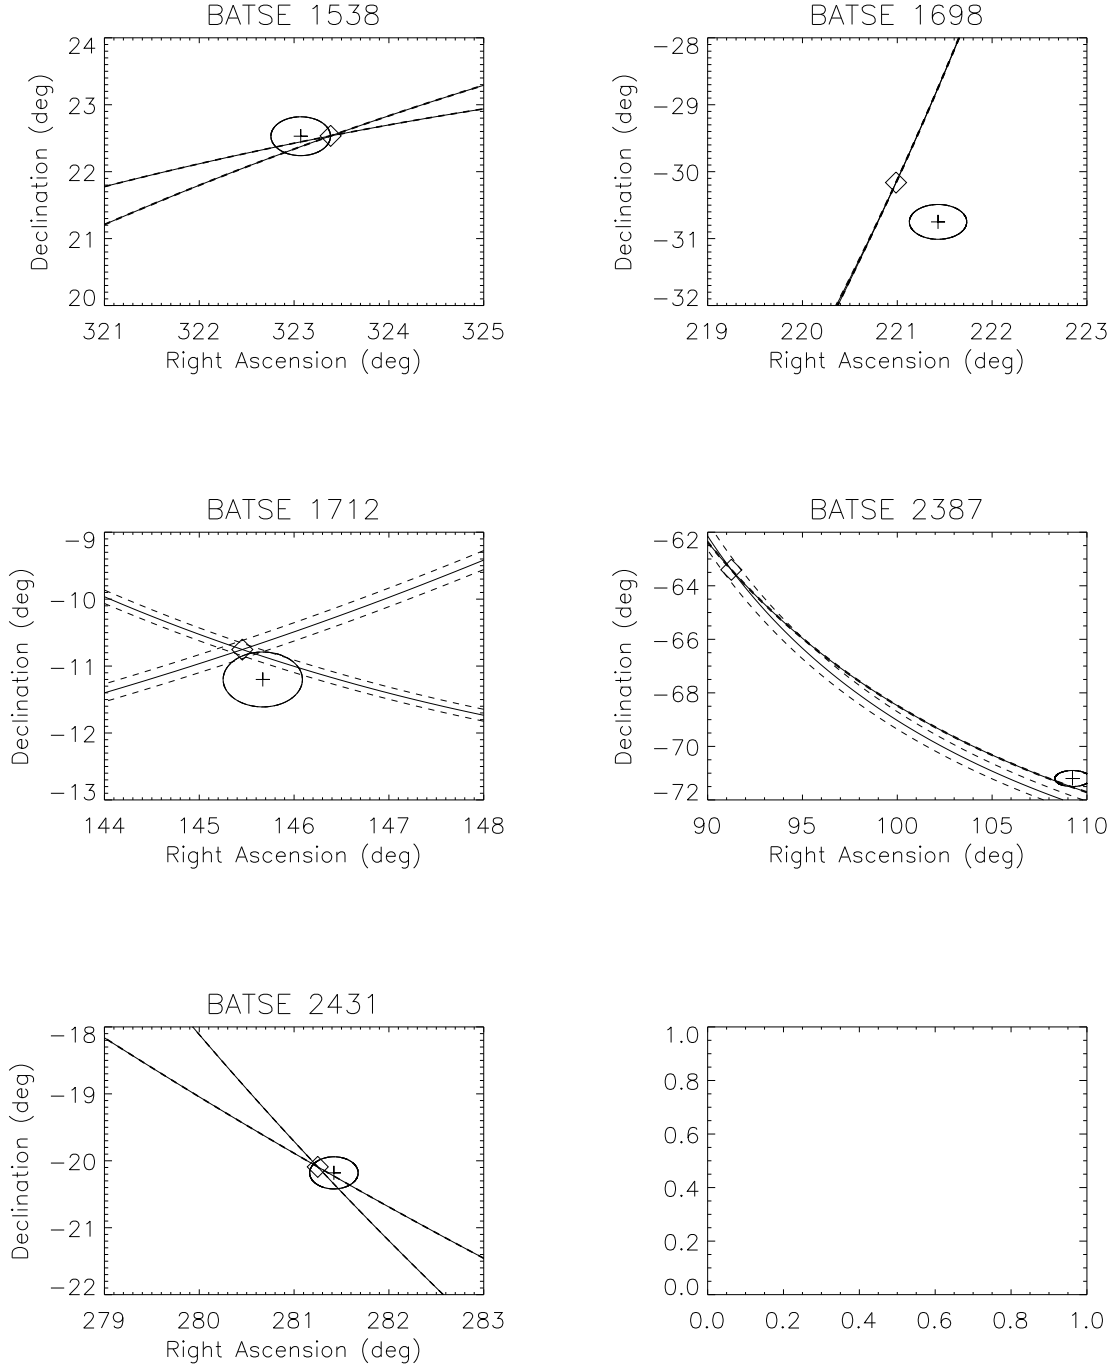 BATSE 1538
24
23
22
21
20
Declination (deg)
321 322 323 324 325
Right Ascension (deg)
BATSE 1698
−28
−29
−30
−31
−32
Declination (deg)
219 220 221 222 223
Right Ascension (deg)
BATSE 1712
−9
−10
−11
−12
−13
Declination (deg)
144 145 146 147 148
Right Ascension (deg)
BATSE 2387
−62
−64
−66
−68
−70
−72
Declination (deg)
90 95 100 105 110
Right Ascension (deg)
BATSE 2431
−18
−19
−20
−21
−22
Declination (deg)
279 280 281 282 283
Right Ascension (deg)
1.0
0.8
0.6
0.4
0.2
0.0
0.0 0.2 0.4 0.6 0.8 1.0